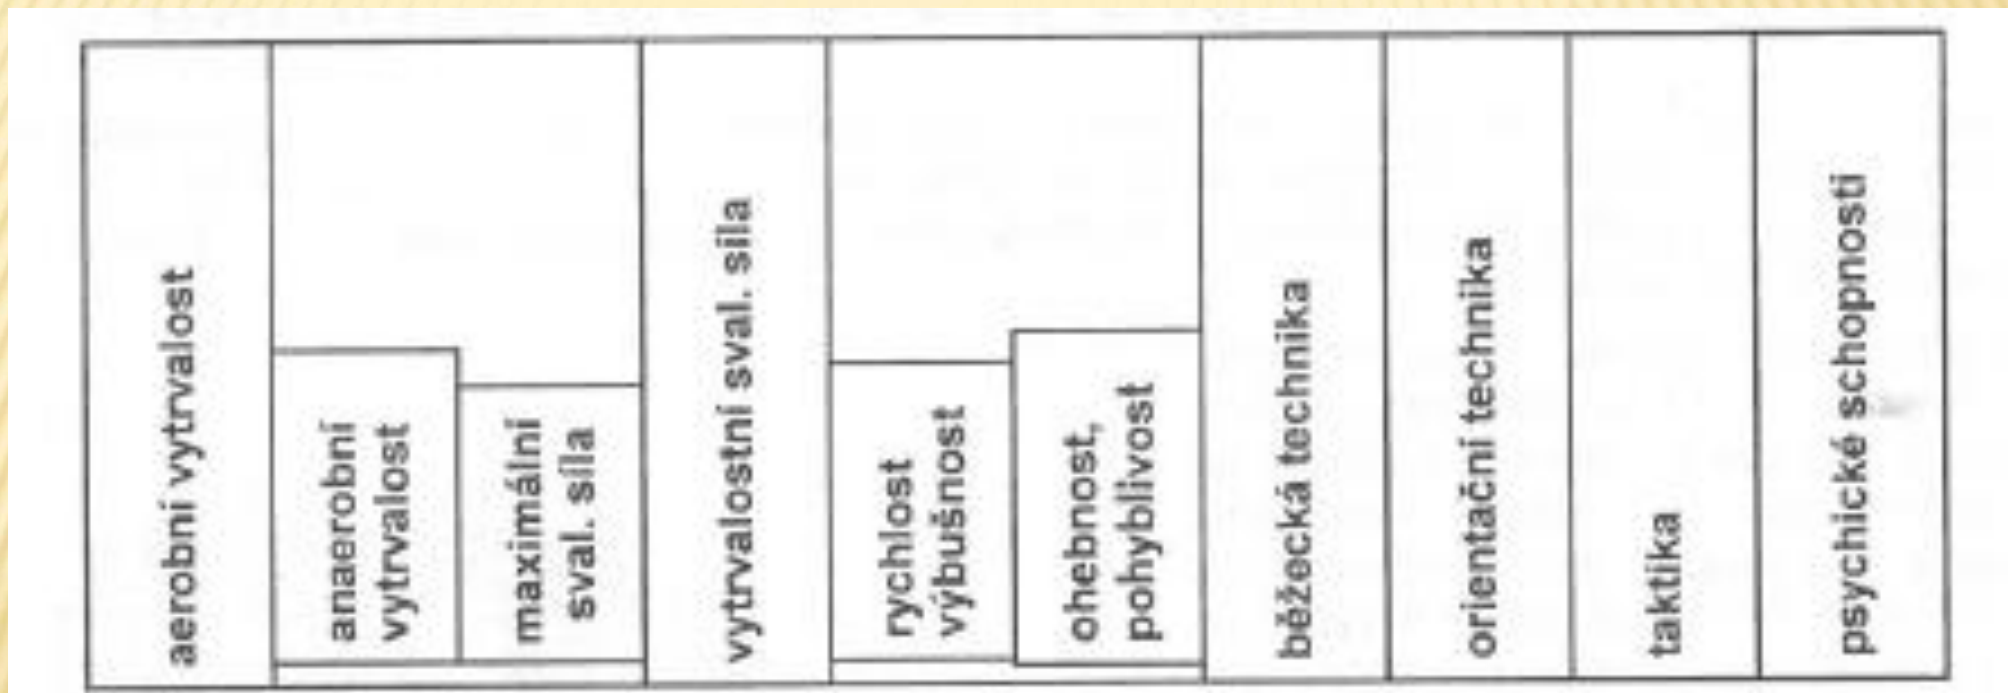 aerobní vytrvalost
anaerobní
vytrvalost
maximální
sval. síla
vytrvalostní sval. síla
rychlost
výbušnost
ohebnost,
pohyblivost
běžecká technika
orientační technika
taktika
psychické schopnosti